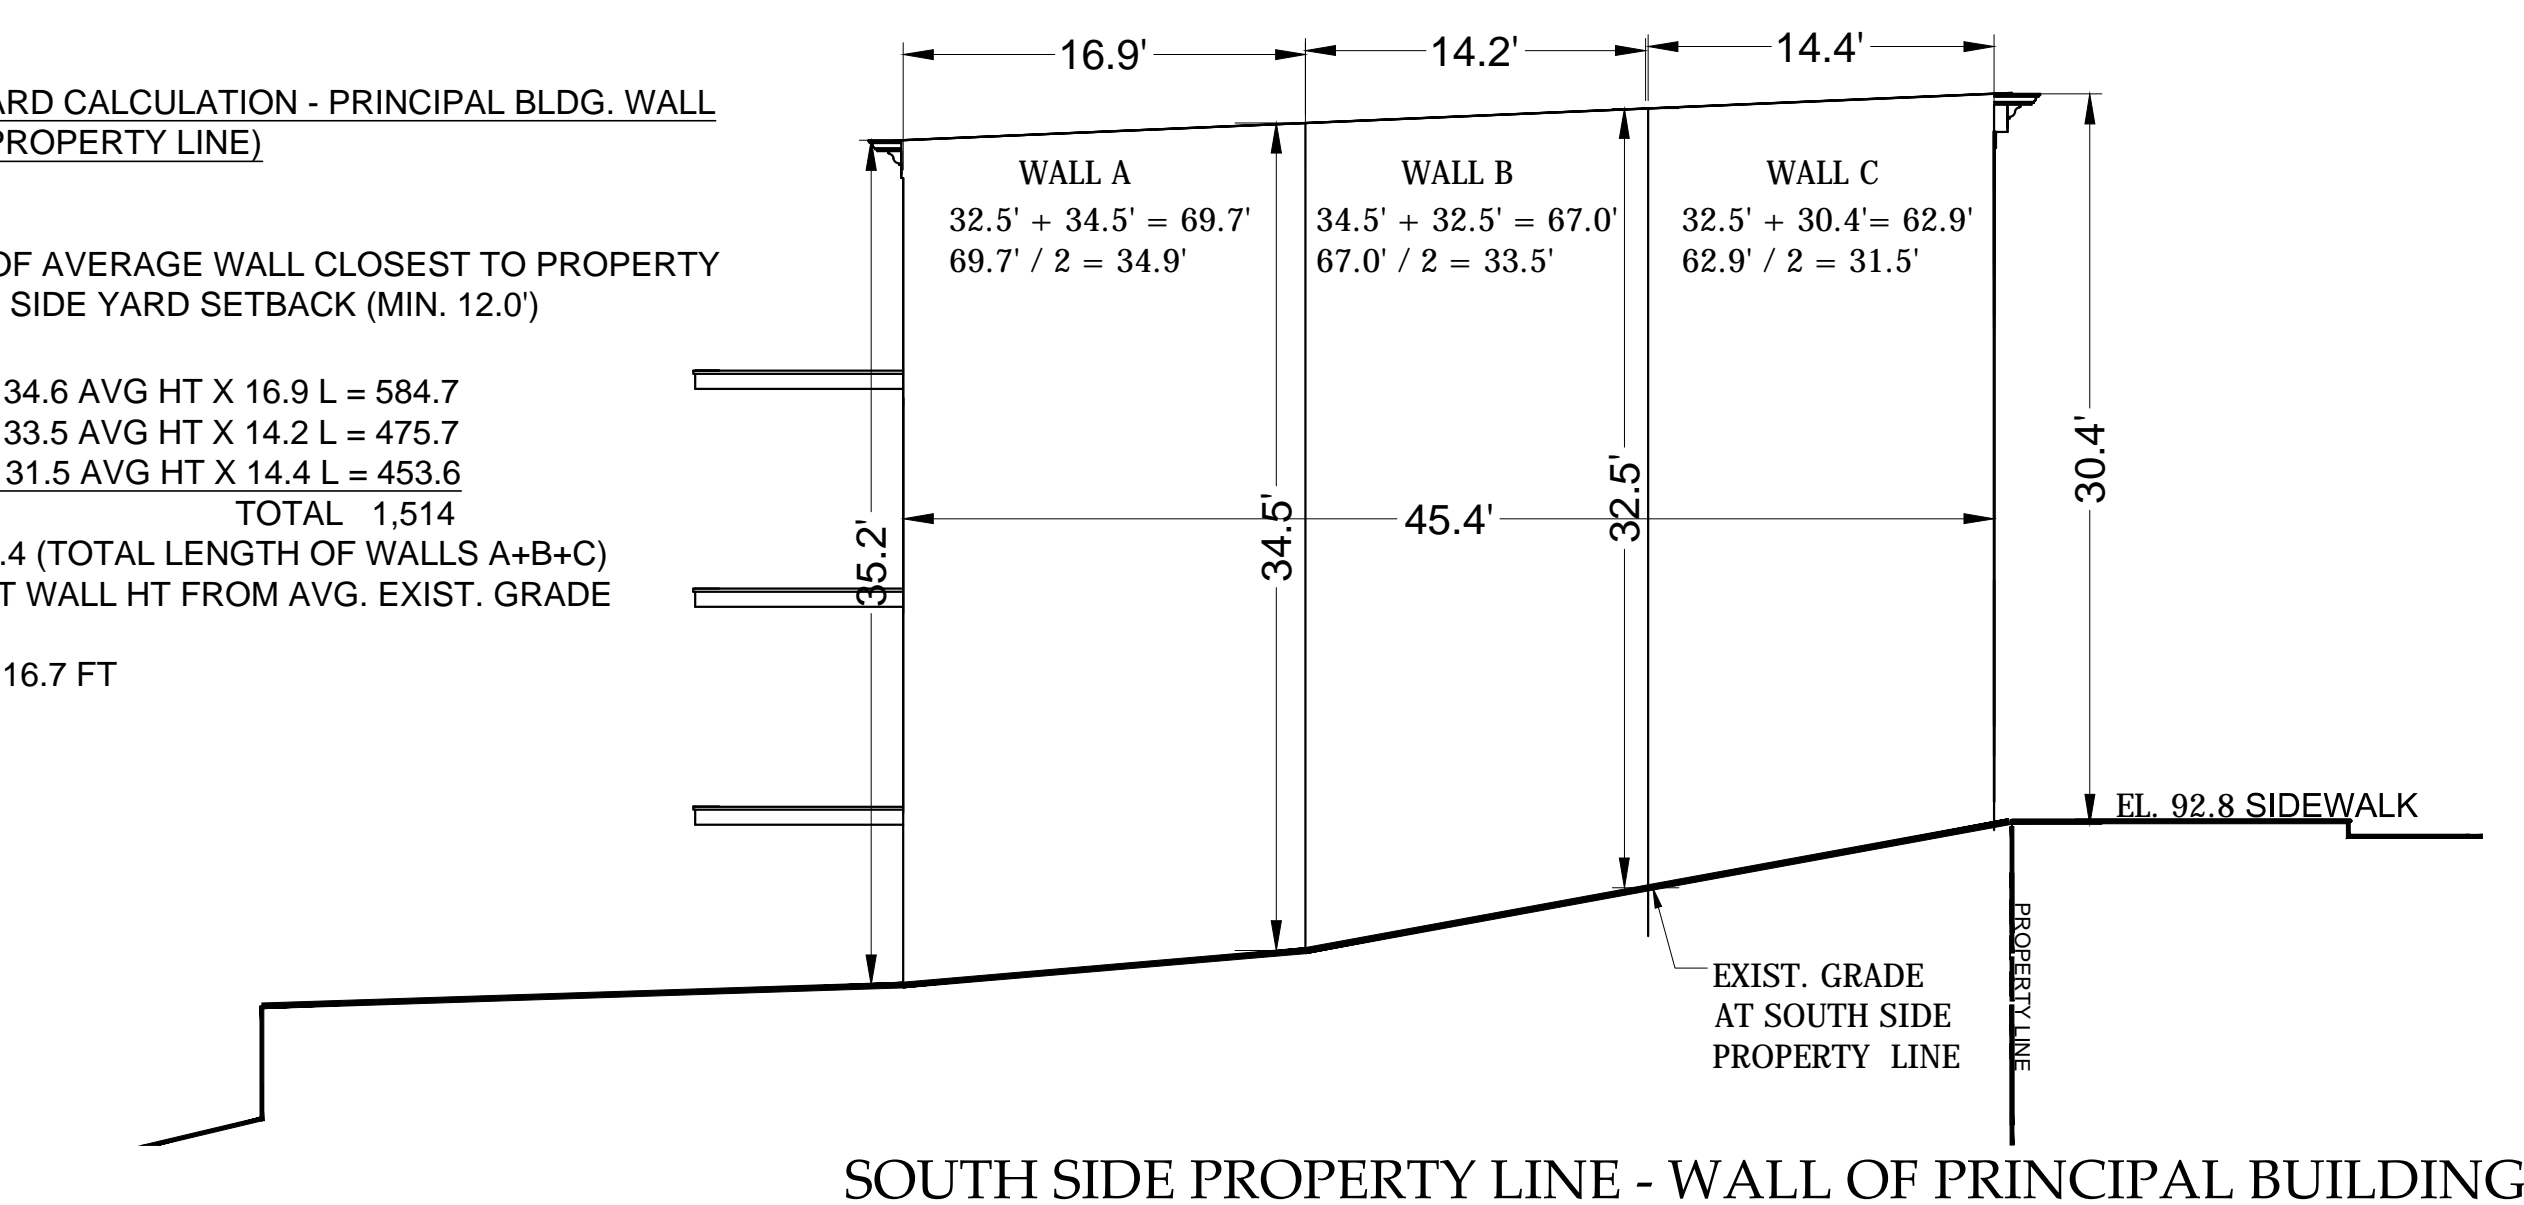 ARD CALCULATION - PRINCIPAL BLDG. WALL
PROPERTY LINE)
OF AVERAGE WALL CLOSEST TO PROPERTY
SIDE YARD SETBACK (MIN. 12.0')
34.6 AVG HT X 16.9 L = 584.7
33.5 AVG HT X 14.2 L = 475.7
31.5 AVG HT X 14.4 L = 453.6
TOTAL 1,514
.4 (TOTAL LENGTH OF WALLS A+B+C)
T WALL HT FROM AVG. EXIST. GRADE
16.7 FT
16.9'
14.2'
14.4'
WALL A
32.5' + 34.5' = 69.7'
69.7' / 2 = 34.9'
WALL B
34.5' + 32.5' = 67.0'
67.0' / 2 = 33.5'
WALL C
32.5' + 30.4'= 62.9'
62.9' / 2 = 31.5'
35.2'
34.5'
45.4'
32.5'
30.4'
EL. 92.8 SIDEWALK
EXIST. GRADE
AT SOUTH SIDE
PROPERTY LINE
PROPERTY LINE
SOUTH SIDE PROPERTY LINE - WALL OF PRINCIPAL BUILDING